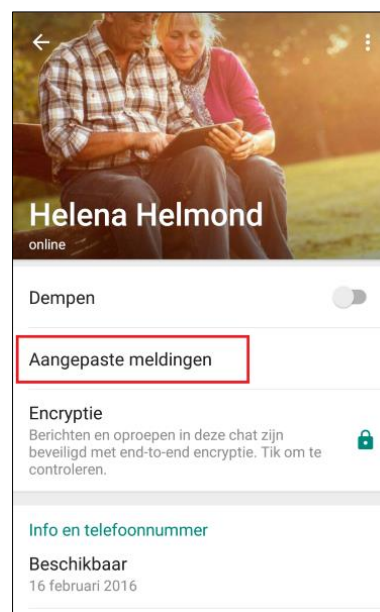 Helena Helmond
online
Dempen
Aangepaste meldingen
Encryptie
Berichten en oproepen in deze chat zijn
beveiligd met end-to-end encryptie. Tik om te
controleren.
Info en telefoonnummer
Beschikbaar
16 februari 2016